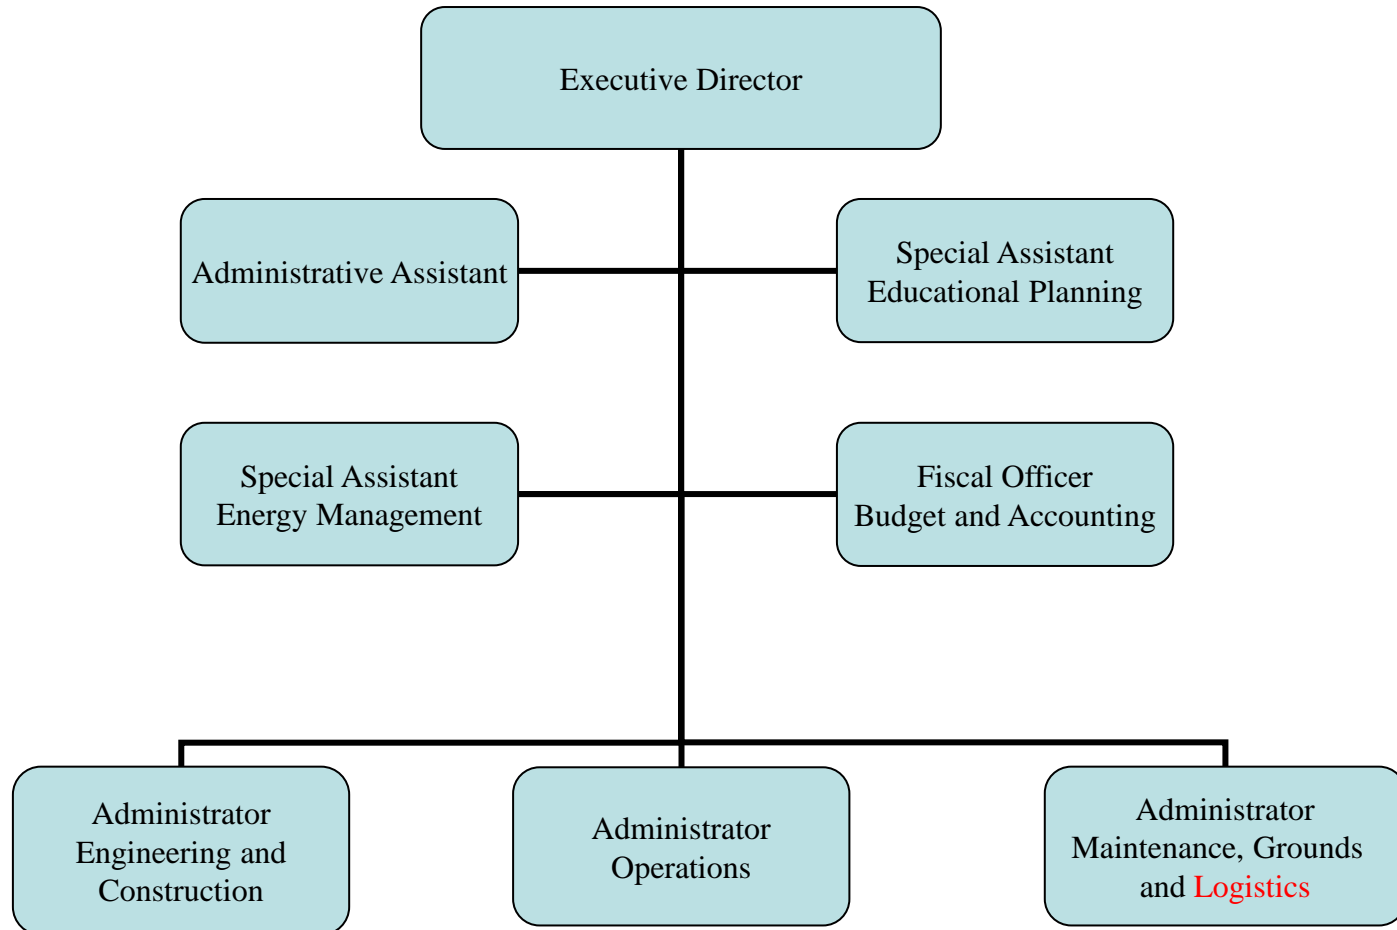 Executive Director
Administrative Assistant
Special Assistant
Educational Planning
Special Assistant
Energy Management
Fiscal Officer
Budget and Accounting
Administrator
Engineering and
Construction
Administrator
Operations
Administrator
Maintenance, Grounds
and Logistics